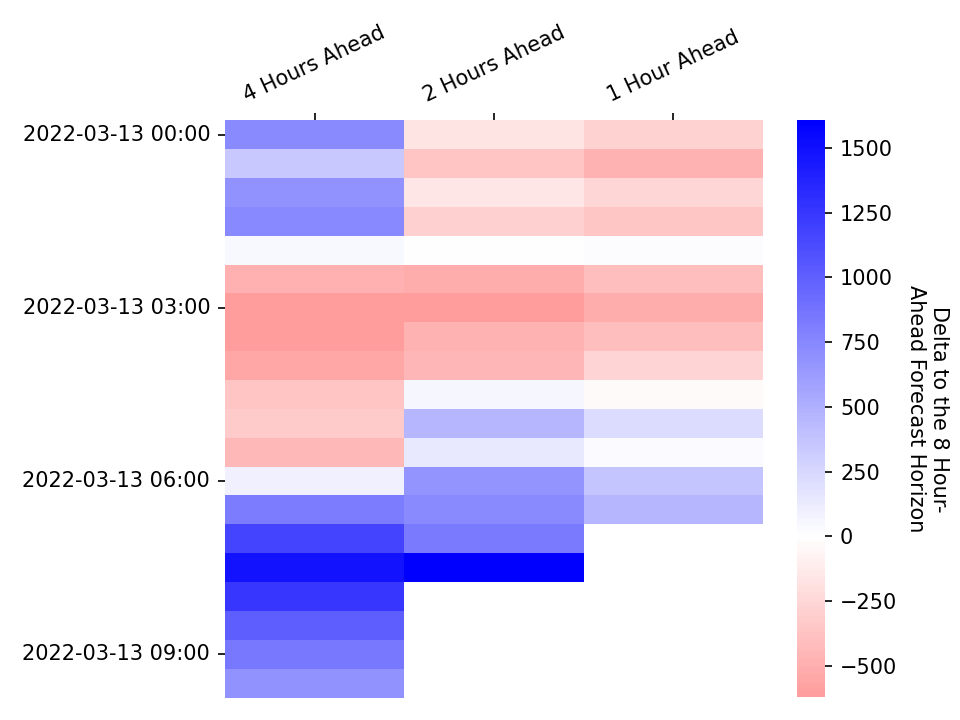 4 Hours Ahead
2 Hours Ahead
1 Hour Ahead
2022-03-13 00:00
2022-03-13 03:00
2022-03-13 06:00
2022-03-13 09:00
1500
1250
1000
750
500
250
0
−250
−500
Delta to the 8 Hour-
Ahead Forecast Horizon